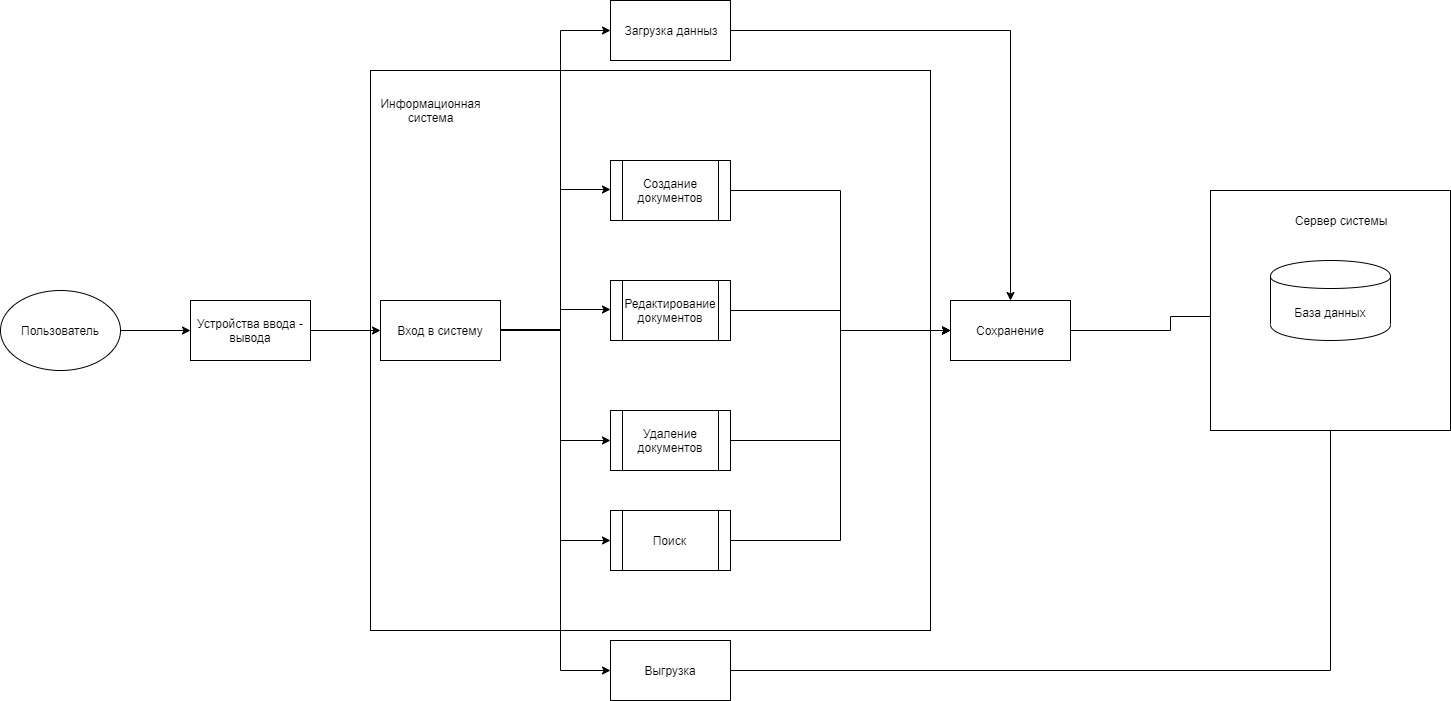 Загрузка данныз
Информационная
система
Создание
документов
Сервер системы
Редактирование
документов
База данных
Пользователь
Устройства ввода -
вывода
Вход в систему
Сохранение
Удаление
документов
Поиск
Выгрузка